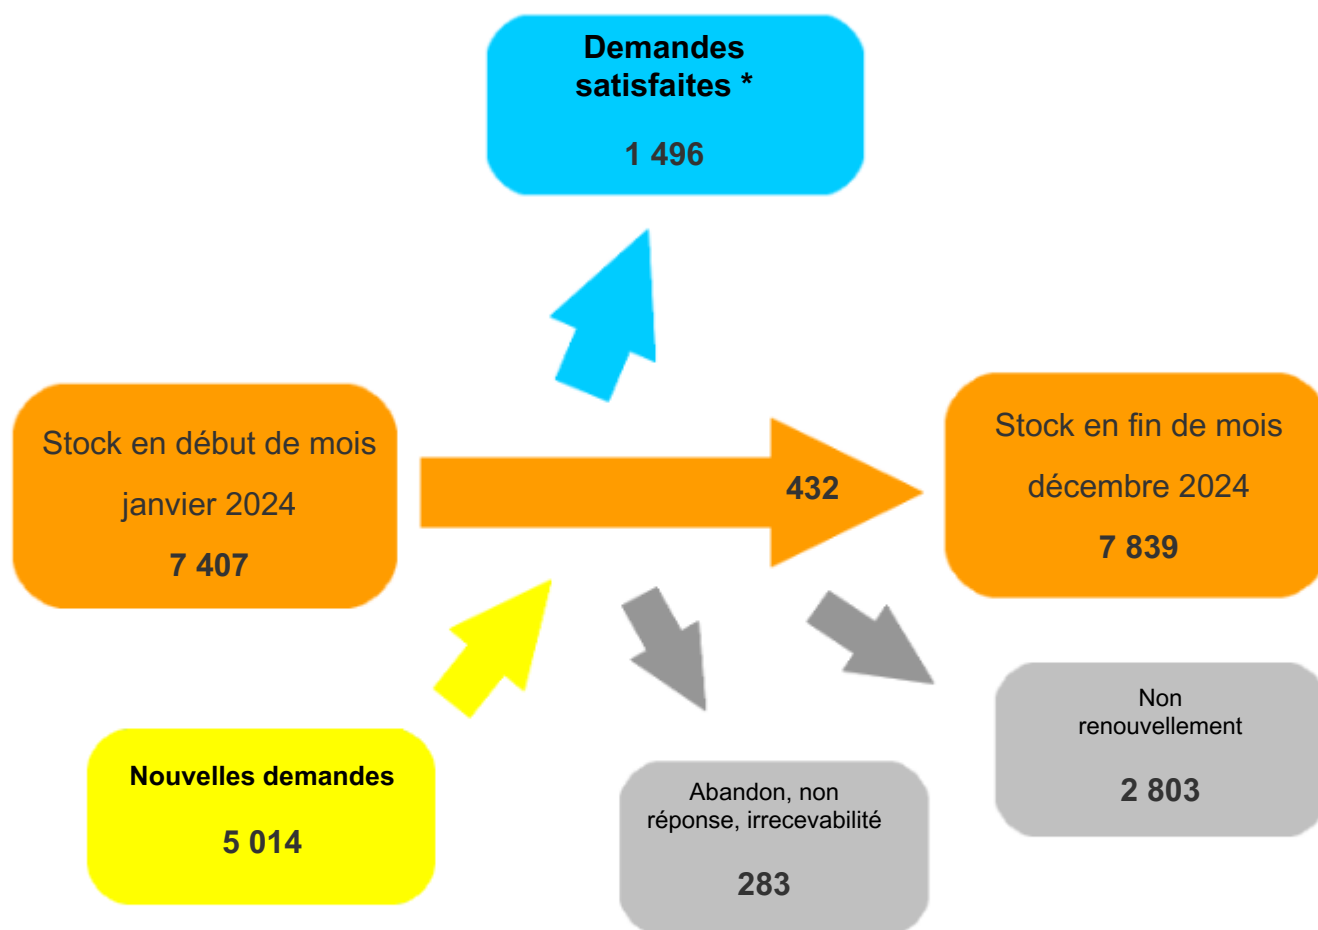 Demandes
satisfaites *
1 496
Stock en début de mois
janvier 2024
7 407
432
Stock en fin de mois
décembre 2024
7 839
Nouvelles demandes
5 014
Abandon, non
réponse, irrecevabilité
283
Non
renouvellement
2 803